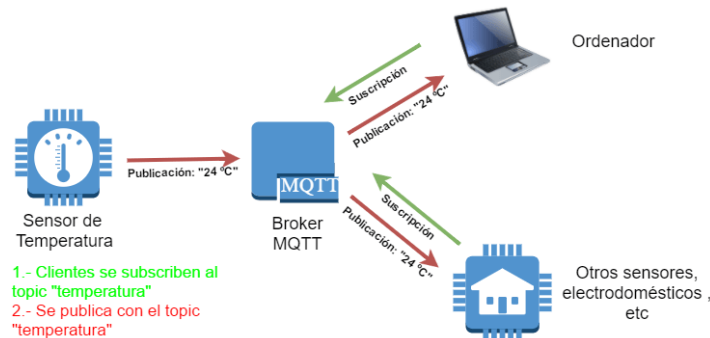 Ordenador
Suscripción
Publicación: "24 ºC"
Publicación: "24 ºC"
MQTT
Sensor de
Temperatura
Broker
MQTT
Suscripción
Publicación: "24 ºC"
1.- Clientes se subscriben al
topic "temperatura"
2.- Se publica con el topic
"temperatura"
Otros sensores,
electrodomésticos ,
etc